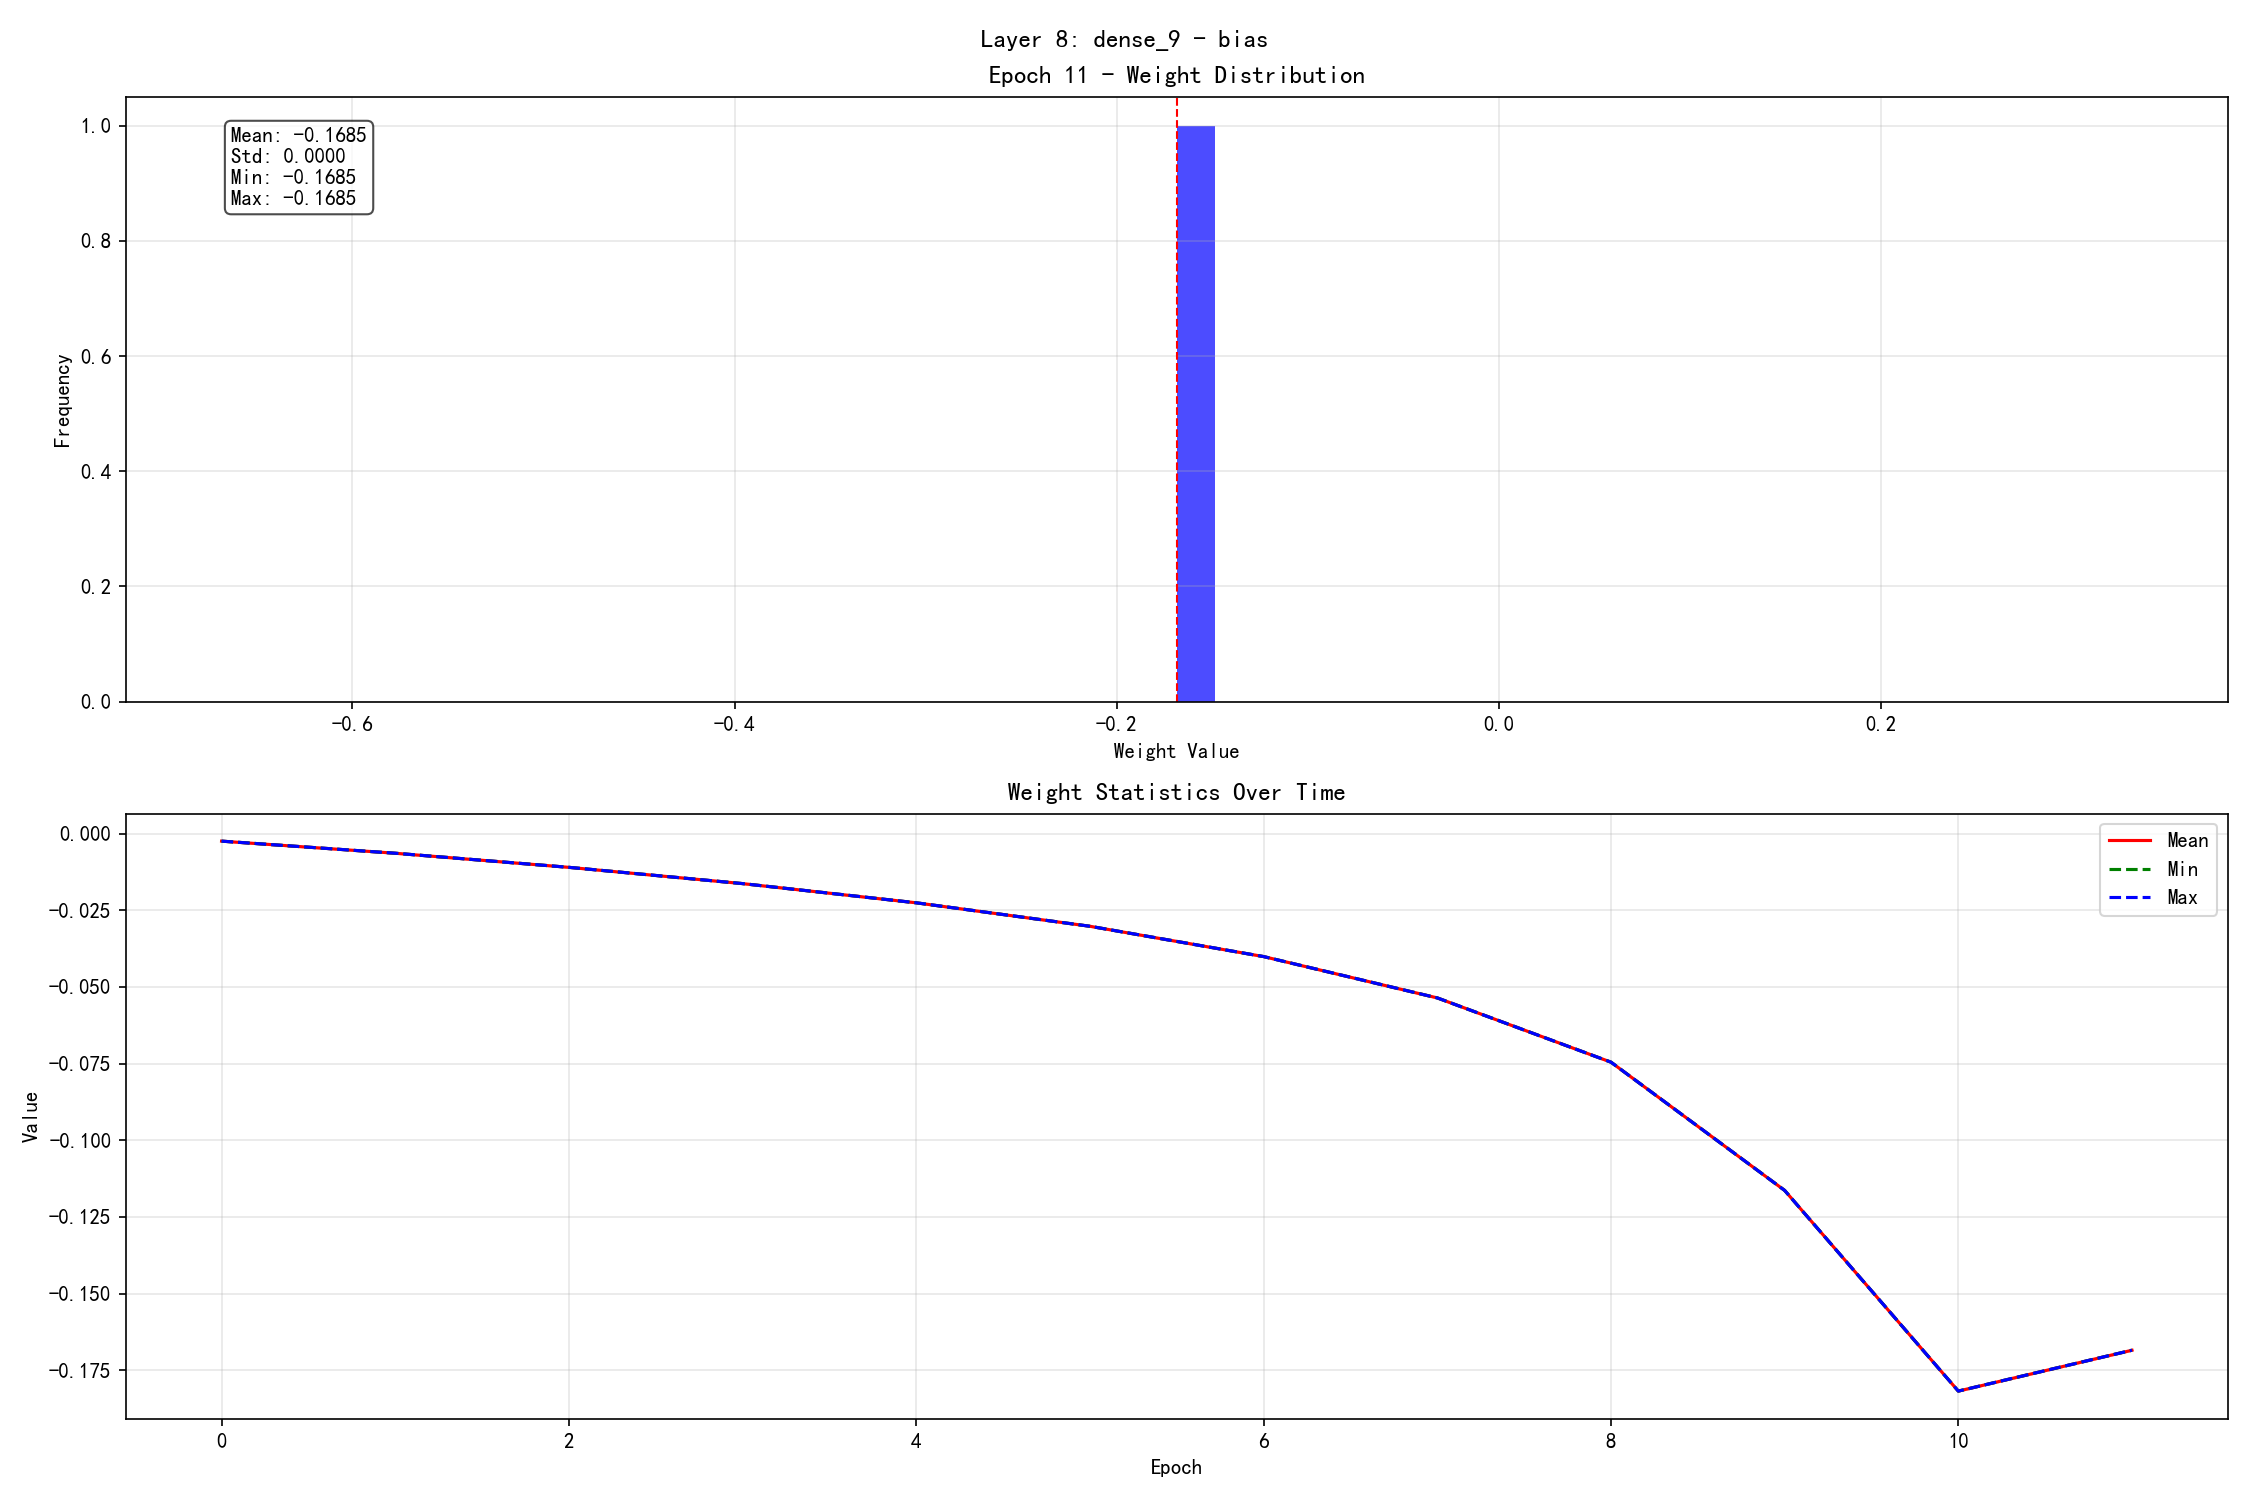 Layer 8: dense_9 - bias
Epoch 11 - Weight Distribution
Mean: -0.1685
Std: 0.0000
Min: -0.1685
Max: -0.1685
Frequency
1.0
0.8
0.6
0.4
0.2
0.0
-0.6 -0.4 -0.2 0.0 0.2
Weight Value
Weight Statistics Over Time
Mean
Min
Max
Value
0.000
-0.025
-0.050
-0.075
-0.100
-0.125
-0.150
-0.175
0 2 4 6 8 10
Epoch